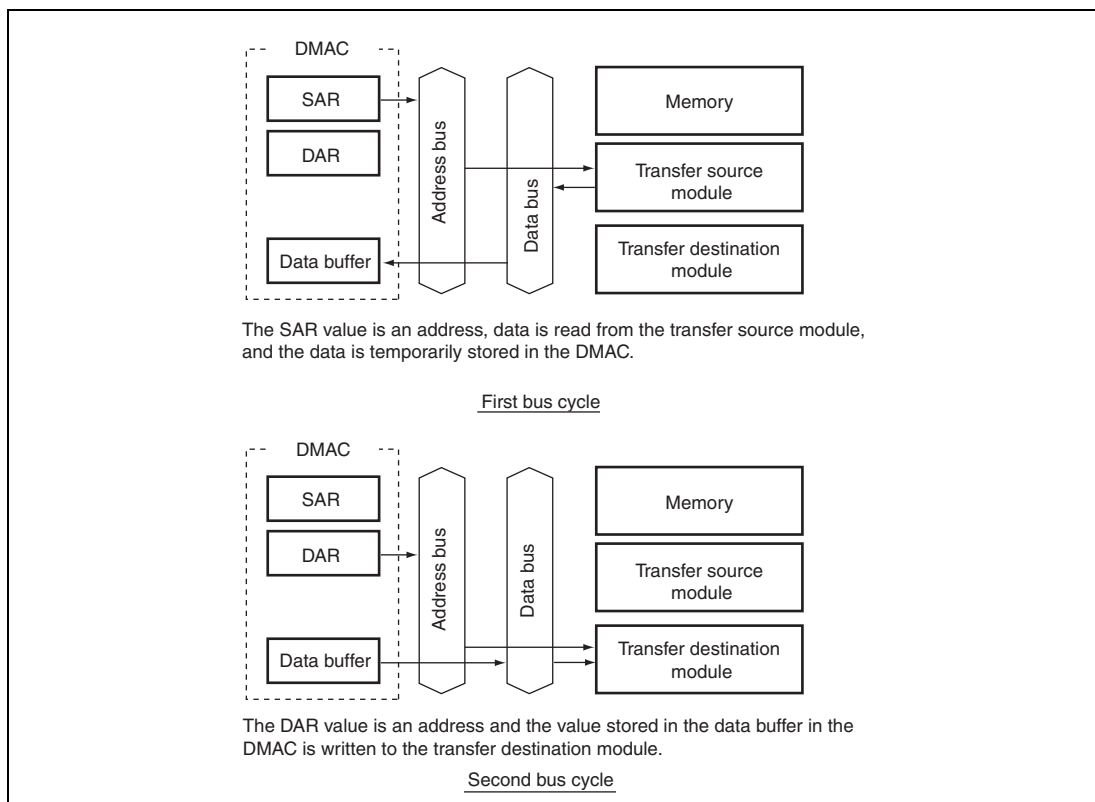 DMAC
SAR
DAR
Data buffer
Address bus
Data bus
Memory
Transfer source
module
Transfer destination
module
The SAR value is an address, data is read from the transfer source module,
and the data is temporarily stored in the DMAC.
First bus cycle
DMAC
SAR
DAR
Data buffer
Address bus
Data bus
Memory
Transfer source
module
Transfer destination
module
The DAR value is an address and the value stored in the data buffer in the
DMAC is written to the transfer destination module.
Second bus cycle